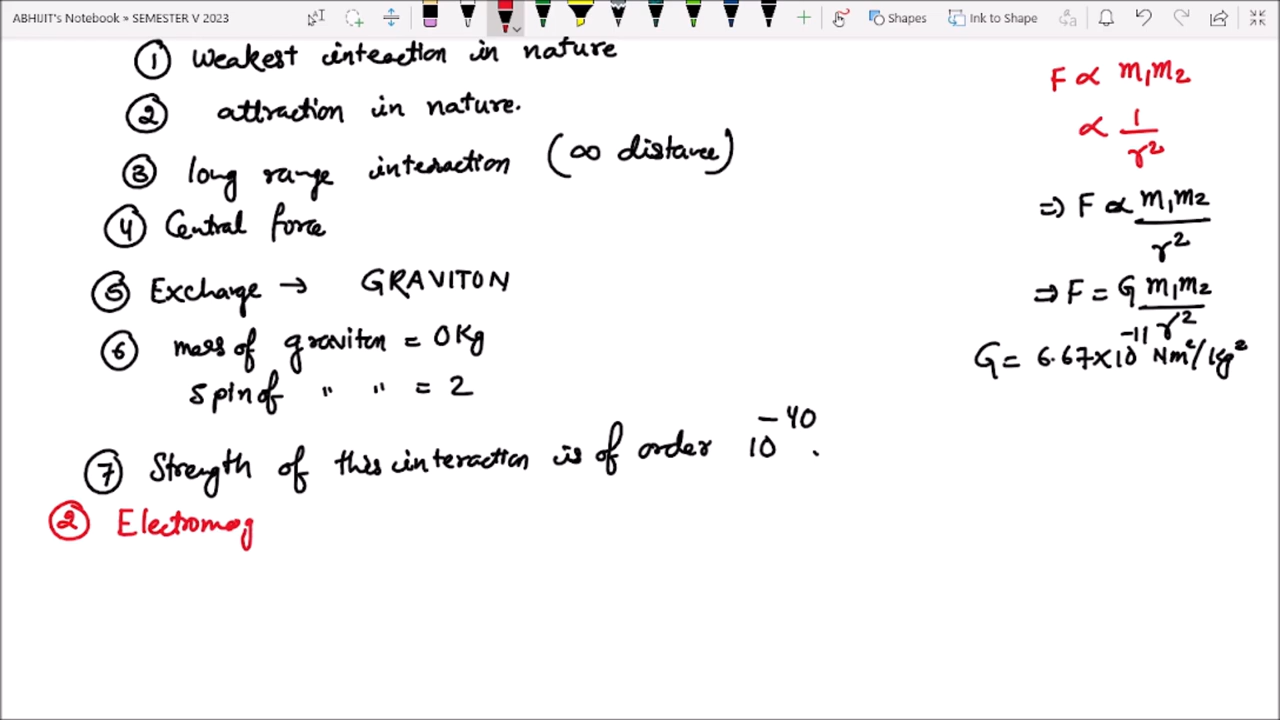 ABHIJIT's Notebook » SEMESTER V 2023
Shapes
Ink to Shape
① Weakest inteaction in nature
② attraction in nature.
③ long range interaction (∞ distance)
④ Central force
⑤ Exchange → GRAVITON
⑥ mass of graviton = 0 Kg
Spin of " " = 2
⑦ Strength of this interaction is of order 10^-40.
② Electromag
F ∝ m₁m₂
∝ 1/r²
⇒ F ∝ m₁m₂/r²
⇒ F = G m₁m₂/r²
G = 6.67×10^-11 Nm²/Kg²